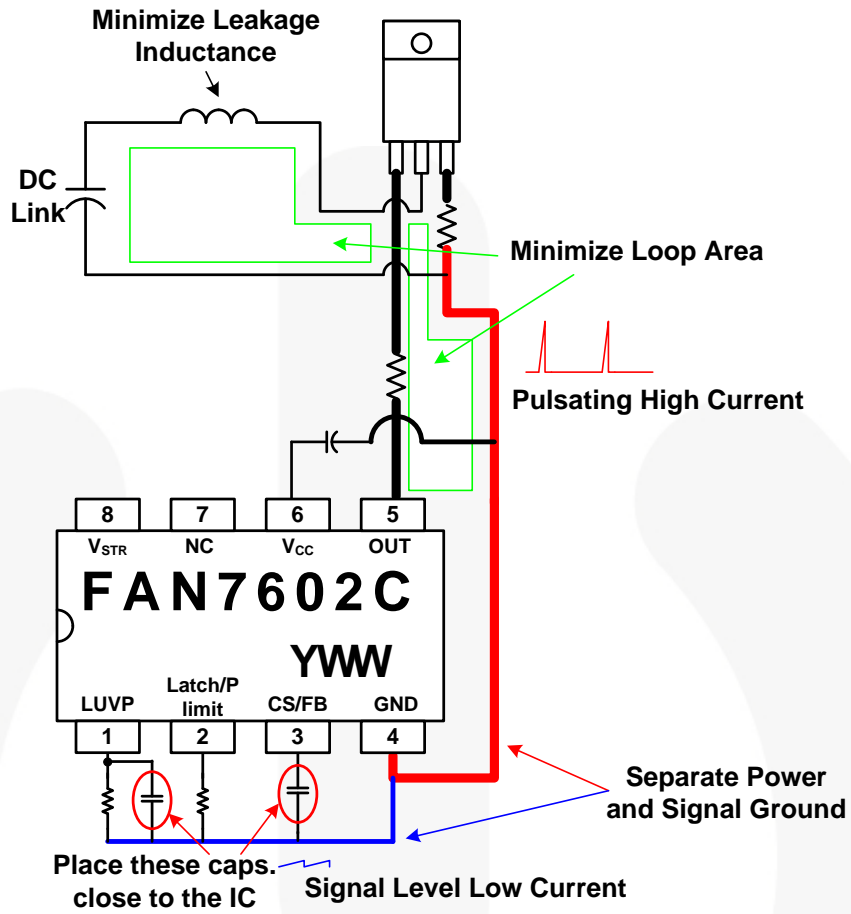 Minimize Leakage
Inductance
DC
Link
Minimize Loop Area
Pulsating High Current
8
7
6
5
VSTR
NC
VCC
OUT
FAN7602C
YWW
LUVP
Latch/P
limit
CS/FB
GND
1
2
3
4
Separate Power
and Signal Ground
Place these caps.
close to the IC
Signal Level Low Current